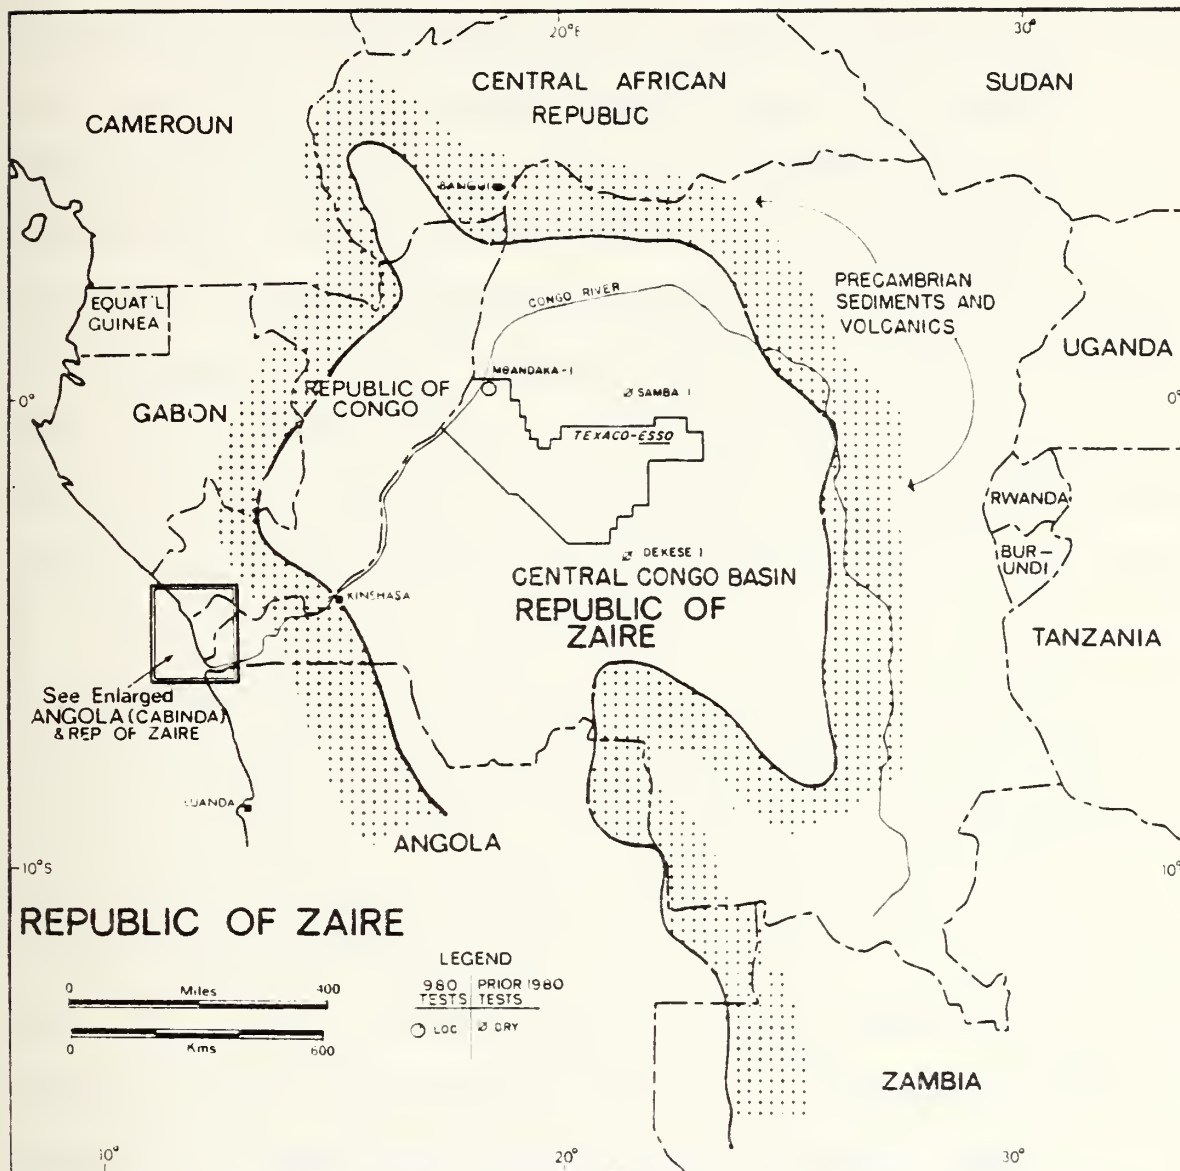 20°E
30°
CENTRAL AFRICAN
REPUBLIC
SUDAN
CAMEROUN
BANGUI
PRECAMBRIAN
SEDIMENTS AND
VOLCANICS
EQUAT'L
GUINEA
CONGO RIVER
UGANDA
MBANDAKA-1
REPUBLIC OF
CONGO
SAMBA 1
0°
0°
GABON
TEXACO-ESSO
RWANDA
BUR-
UNDI
DEKESE 1
CENTRAL CONGO BASIN
REPUBLIC OF
ZAIRE
KINSHASA
TANZANIA
See Enlarged
ANGOLA (CABINDA)
& REP OF ZAIRE
ANGOLA
10°S
10°
REPUBLIC OF ZAIRE
0 Miles 400
0 Kms 600
LEGEND
980 TESTS
PRIOR 1980 TESTS
LOC
DRY
ZAMBIA
10°
20°
30°